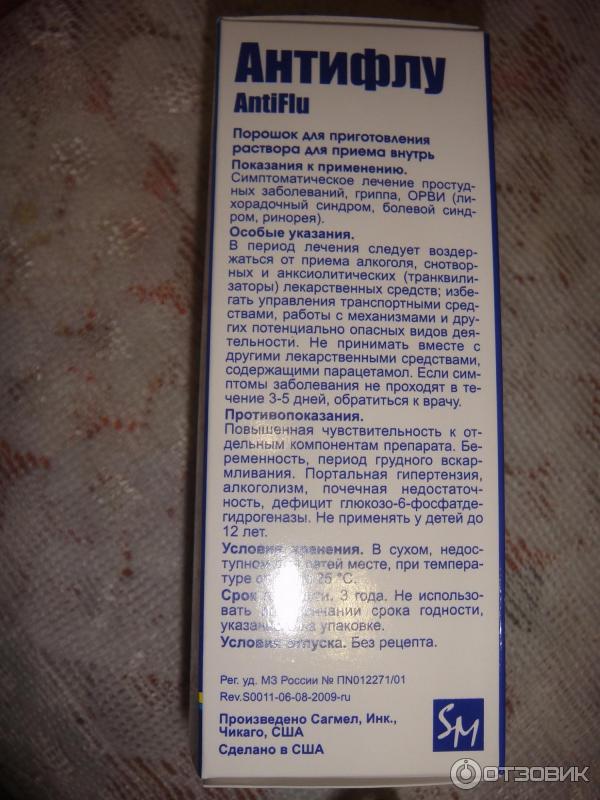 Антифлу
AntiFlu
Порошок для приготовления
раствора для приема внутрь
Показания к применению.
Симптоматическое лечение простуд-
ных заболеваний, гриппа, ОРВИ (ли-
хорадочный синдром, болевой синд-
ром, ринорея).
Особые указания.
В период лечения следует воздер-
жаться от приема алкоголя, снотвор-
ных и анксиолитических (транквили-
заторы) лекарственных средств; избе-
гать управления транспортными сред-
ствами, работы с механизмами и дру-
гих потенциально опасных видов дея-
тельности. Не принимать вместе с
другими лекарственными средствами,
содержащими парацетамол. Если сим-
птомы заболевания не проходят в те-
чение 3-5 дней, обратиться к врачу.
Противопоказания.
Повышенная чувствительность к от-
дельным компонентам препарата. Бе-
ременность, период грудного вскар-
мливания. Портальная гипертензия,
алкоголизм, почечная недостаточ-
ность, дефицит глюкозо-6-фосфатде-
гидрогеназы. Не применять у детей до
12 лет.
Условия хранения. В сухом, недос-
тупном для детей месте, при темпера-
туре 25 °C.
Срок годности. 3 года. Не использо-
вать по окончании срока годности,
указанного на упаковке.
Условия отпуска. Без рецепта.
Рег. уд. МЗ России № ПN012271/01
Rev.S0011-06-08-2009-ru
Произведено Сагмел, Инк.,
Чикаго, США
Сделано в США
SM
ОТЗОВИК